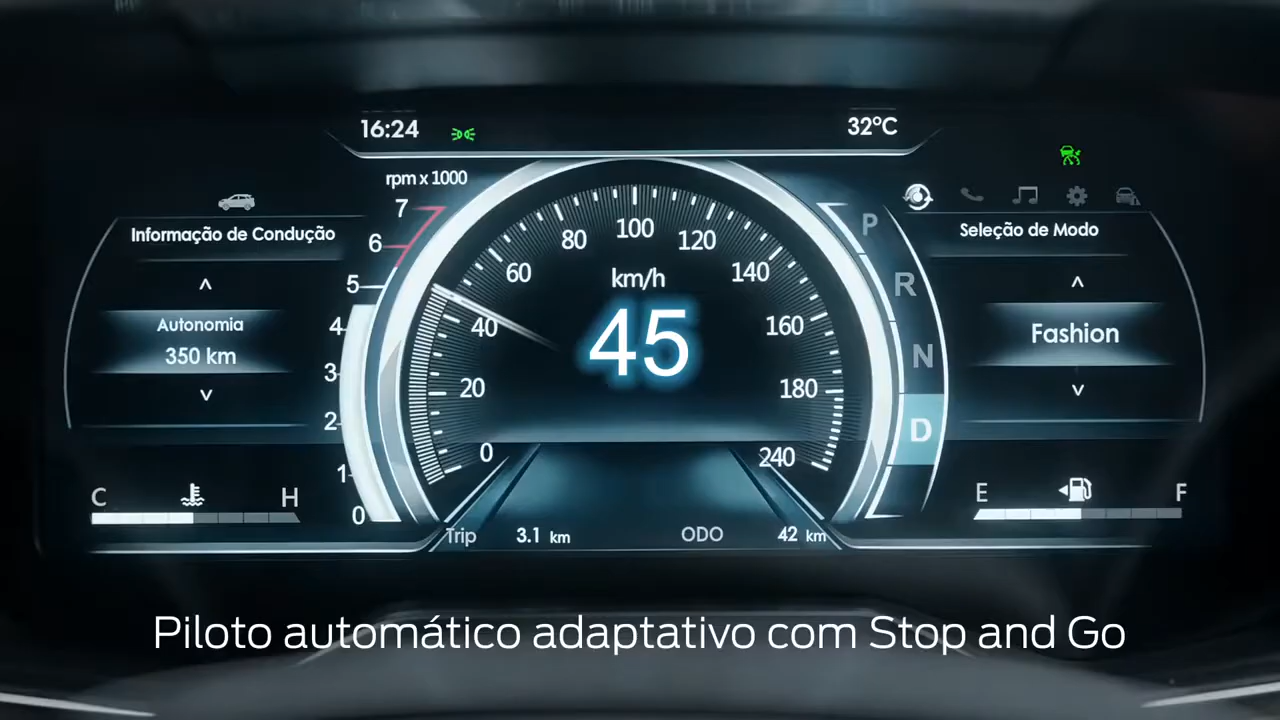 16:24
32°C
rpm x 1000
7
6
5
4
3
2
1
0
Informação de Condução
Autonomia
350 km
C
H
0
20
40
60
80
100
120
140
160
180
240
km/h
45
P
R
N
D
Seleção de Modo
Fashion
E
F
Trip
3.1 km
ODO
42 km
Piloto automático adaptativo com Stop and Go